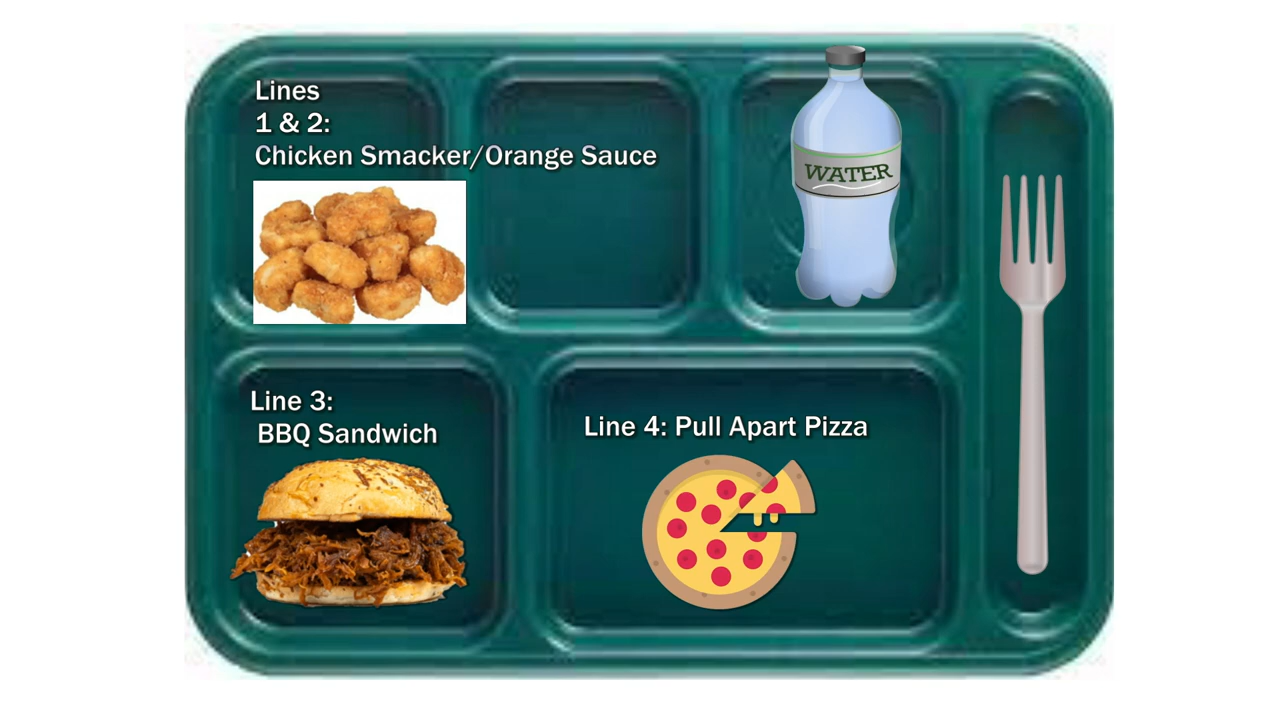 Lines
1 & 2:
Chicken Smacker/Orange Sauce
WATER
Line 3:
BBQ Sandwich
Line 4: Pull Apart Pizza